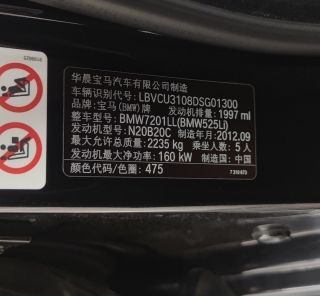 华晨宝马汽车有限公司制造
车辆识别代号: LBVCU3108DSG01300
发动机排量: 1997 ml
品牌: 宝马(BMW)牌
整车型号: BMW7201LL(BMW525Li)
发动机型号: N20B20C 制造年月: 2012.09
最大允许总质量: 2235 kg 乘坐人数: 5 人
发动机最大净功率: 160 kW 制造国: 中国
颜色代码/色圈: 475